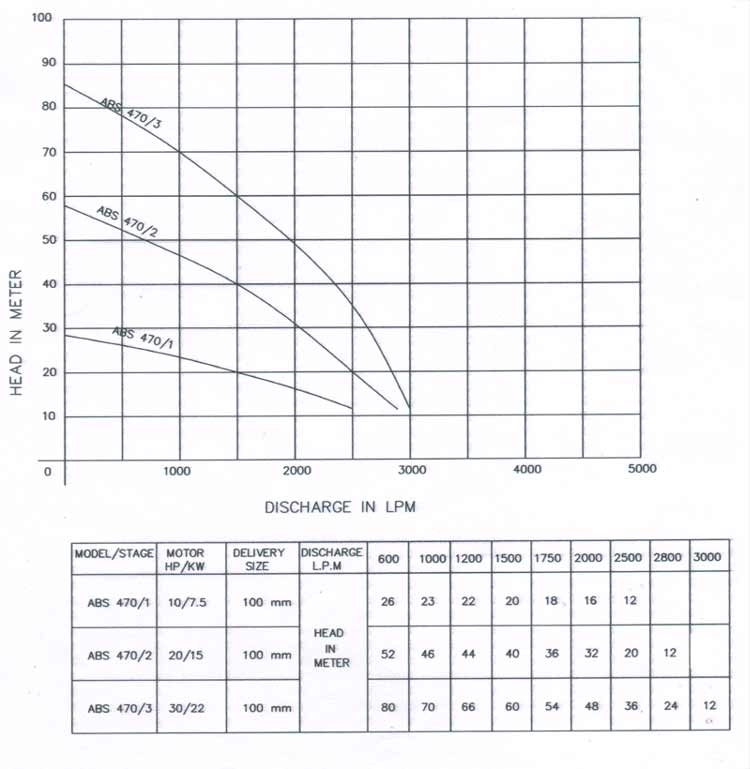 100
90
80
70
60
50
40
30
20
10
0
HEAD IN METER
ABS 470/3
ABS 470/2
ABS 470/1
1000 2000 3000 4000 5000
DISCHARGE IN LPM
MODEL/STAGE MOTOR HP/KW DELIVERY SIZE DISCHARGE L.P.M 600 1000 1200 1500 1750 2000 2500 2800 3000
ABS 470/1 10/7.5 100 mm 26 23 22 20 18 16 12
HEAD IN METER
ABS 470/2 20/15 100 mm 52 46 44 40 36 32 20 12
ABS 470/3 30/22 100 mm 80 70 66 60 54 48 36 24 12